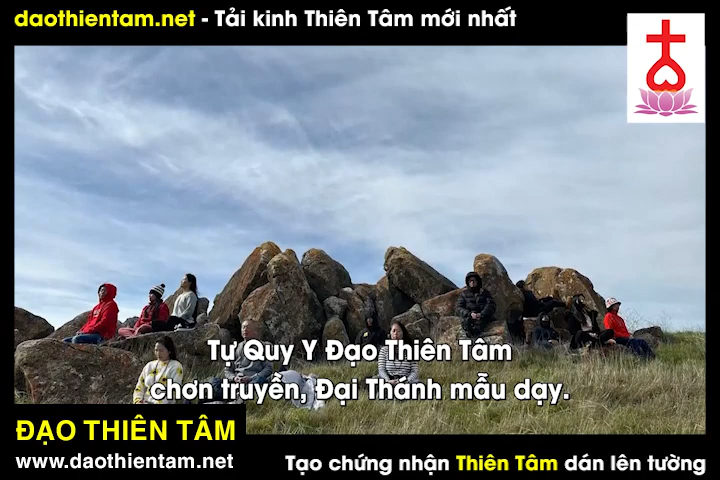 daothientam.net - Tải kinh Thiên Tâm mới nhất
Tự Quy Y Đạo Thiên Tâm
chơn truyễn, Đại Thánh mẫu dạy.
ĐẠO THIÊN TÂM
www.daothientam.net
Tạo chứng nhận Thiên Tâm dán lên tường